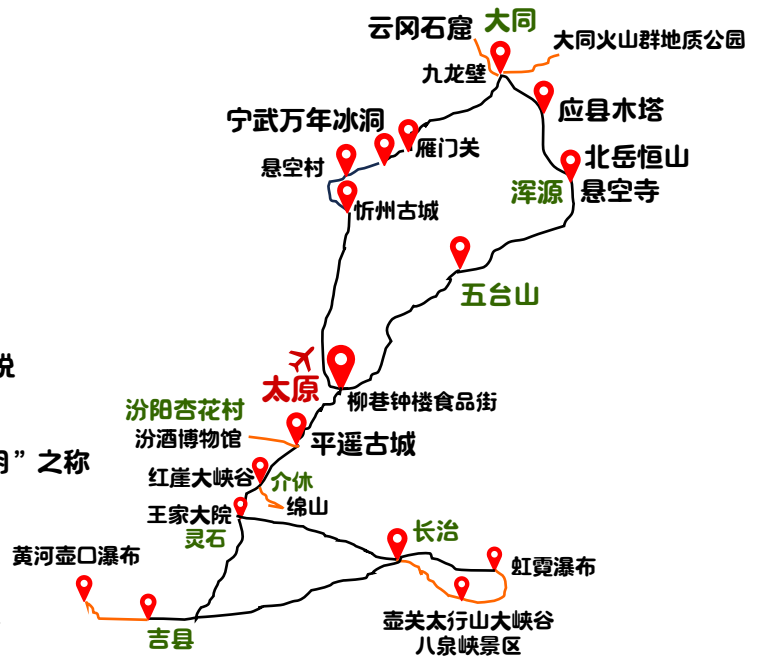 云冈石窟
大同
大同火山群地质公园
九龙壁
应县木塔
宁武万年冰洞
雁门关
北岳恒山
悬空村
浑源
悬空寺
忻州古城
五台山
太原
柳巷钟楼食品街
汾阳杏花村
汾酒博物馆
平遥古城
”之称
红崖大峡谷
介休
绵山
王家大院
灵石
长治
黄河壶口瀑布
虹霓瀑布
壶关太行山大峡谷
八泉峡景区
吉县